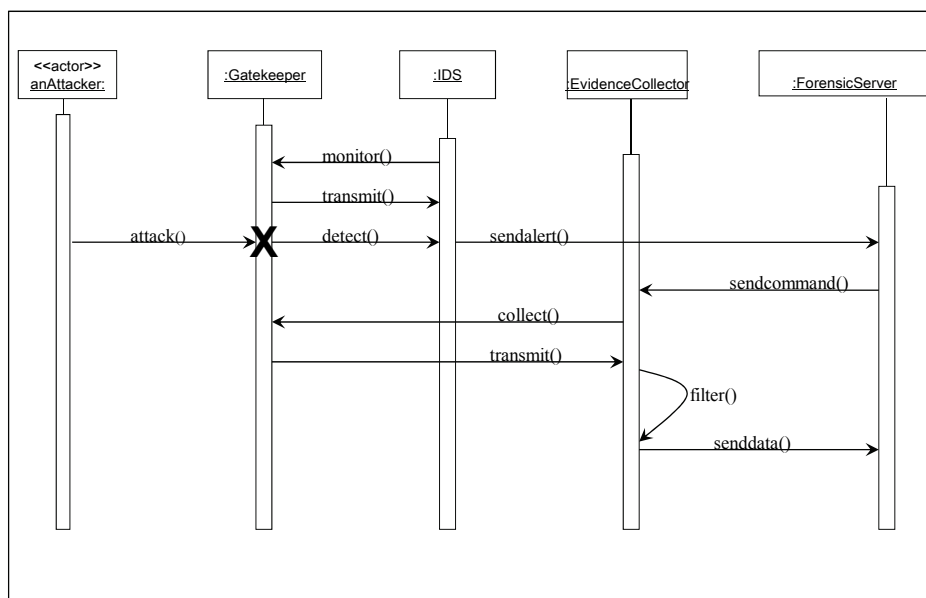 <<actor>>
anAttacker:
:Gatekeeper
:IDS
:EvidenceCollector
:ForensicServer
monitor()
transmit()
attack()
X
detect()
sendalert()
sendcommand()
collect()
transmit()
filter()
senddata()